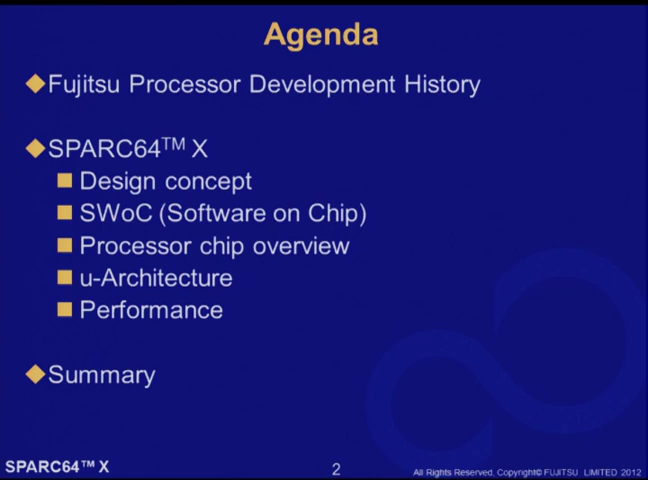 Agenda
Fujitsu Processor Development History
SPARC64™ X
Design concept
SWoC (Software on Chip)
Processor chip overview
u-Architecture
Performance
Summary
SPARC64™ X
2
All Rights Reserved, Copyright© FUJITSU LIMITED 2012